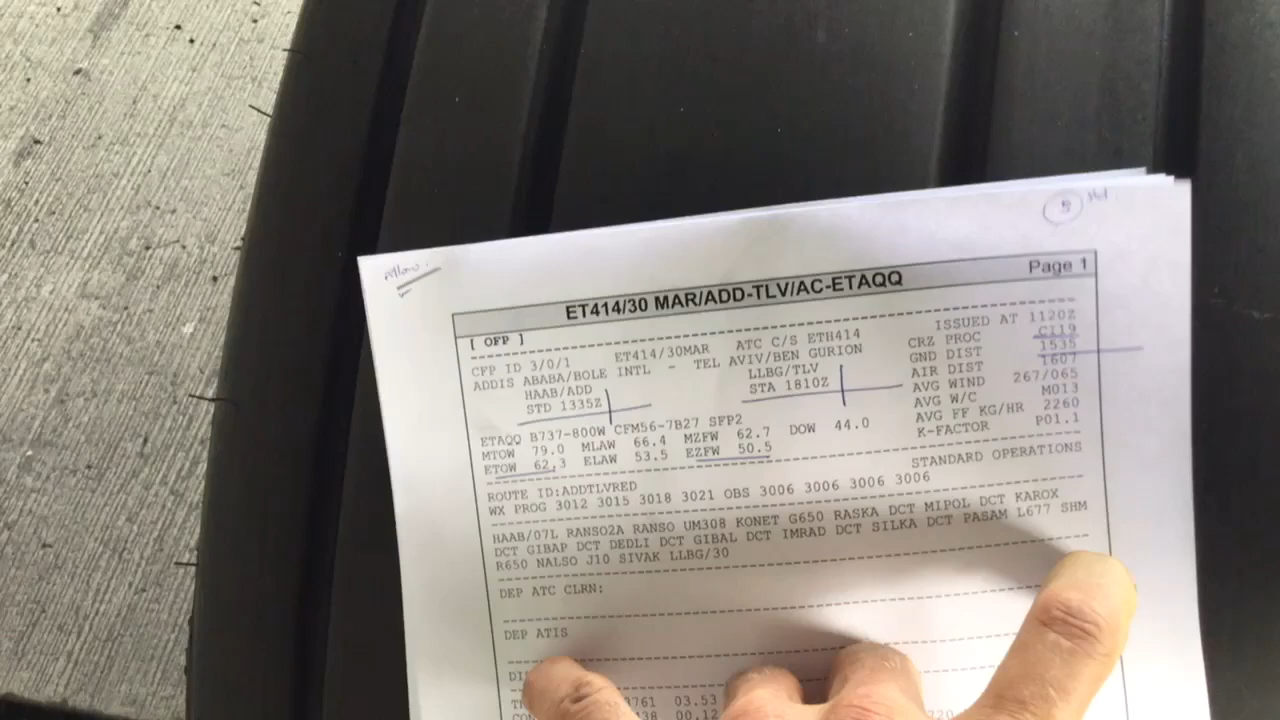 ET414/30 MAR/ADD-TLV/AC-ETAQQ Page 1
[ OFP ]
CFP ID 3/0/1 ET414/30MAR ATC C/S ETH414 ISSUED AT 1120Z
ADDIS ABABA/BOLE INTL - TEL AVIV/BEN GURION CRZ PROC C119
HAAB/ADD LLBG/TLV GND DIST 1535
STD 1335Z STA 1810Z AIR DIST 1607
AVG WIND 267/065
AVG W/C M013
ETAQQ B737-800W CFM56-7B27 SFP2 AVG FF KG/HR 2260
MTOW 79.0 MLAW 66.4 MZFW 62.7 DOW 44.0 K-FACTOR P01.1
ETOW 62.3 ELAW 53.5 EZFW 50.5
STANDARD OPERATIONS
ROUTE ID:ADDTLVRED
WX PROG 3012 3015 3018 3021 OBS 3006 3006 3006 3006
HAAB/07L RANSO2A RANSO UM308 KONET G650 RASKA DCT MIPOL DCT KAROX
DCT GIBAP DCT DEDLI DCT GIBAL DCT IMRAD DCT SILKA DCT PASAM L677 SHM
R650 NALSO J10 SIVAK LLBG/30
DEP ATC CLRN:
DEP ATIS
03.53
00.12